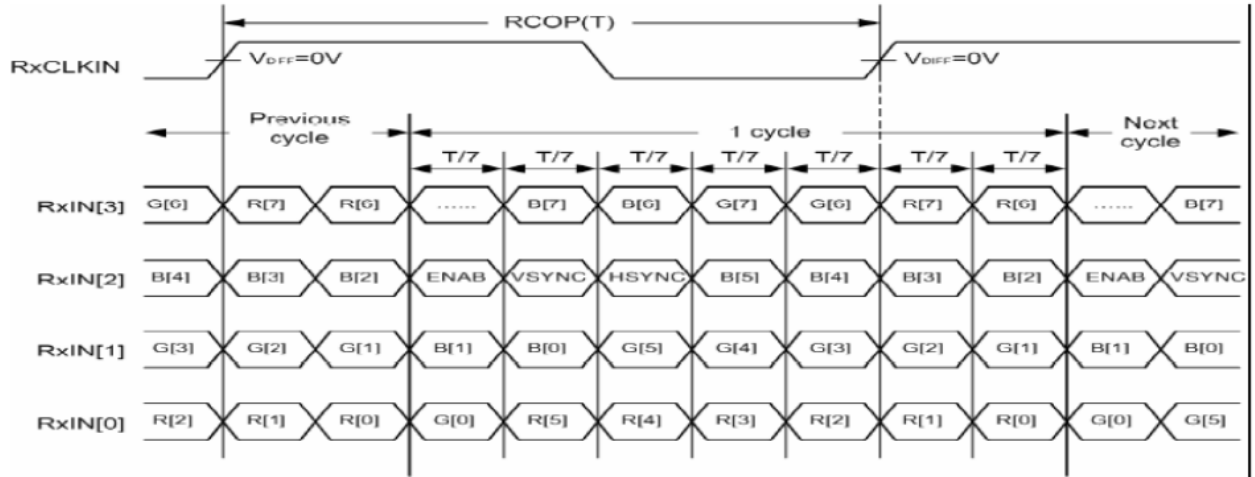 RCOP(T)
RxCLKIN VDFF=0V VDIFF=0V
Previous cycle 1 cycle Next cycle
T/7 T/7 T/7 T/7 T/7 T/7 T/7
RxIN[3] G[6] R[7] R[6] ...... B[7] B[6] G[7] G[6] R[7] R[6] ...... B[7]
RxIN[2] B[4] B[3] B[2] ENAB VSYNC HSYNC B[5] B[4] B[3] B[2] ENAB VSYNC
RxIN[1] G[3] G[2] G[1] B[1] B[0] G[5] G[4] G[3] G[2] G[1] B[1] B[0]
RxIN[0] R[2] R[1] R[0] G[0] R[5] R[4] R[3] R[2] R[1] R[0] G[0] G[5]